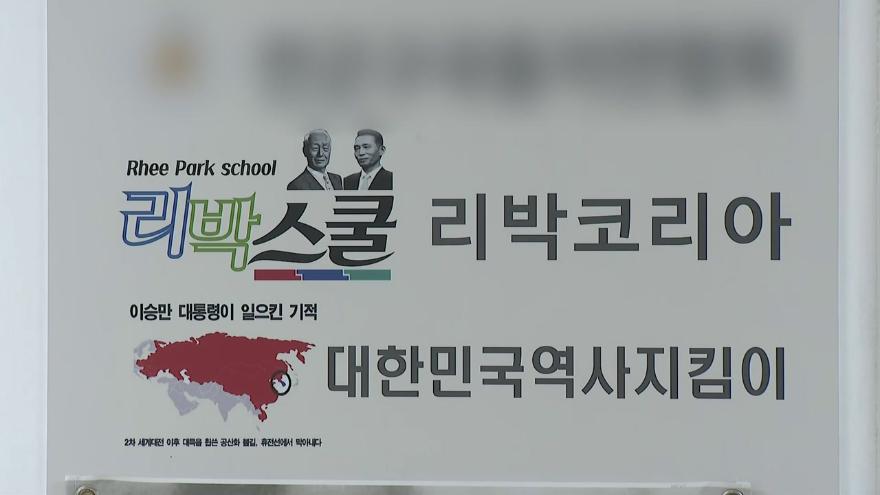 Rhee Park school
리박스쿨 리박코리아
이승만 대통령이 일으킨 기적
대한민국역사지킴이
2차 세계대전 이후 대륙을 휩쓴 공산화 불길, 휴전선에서 막아내다